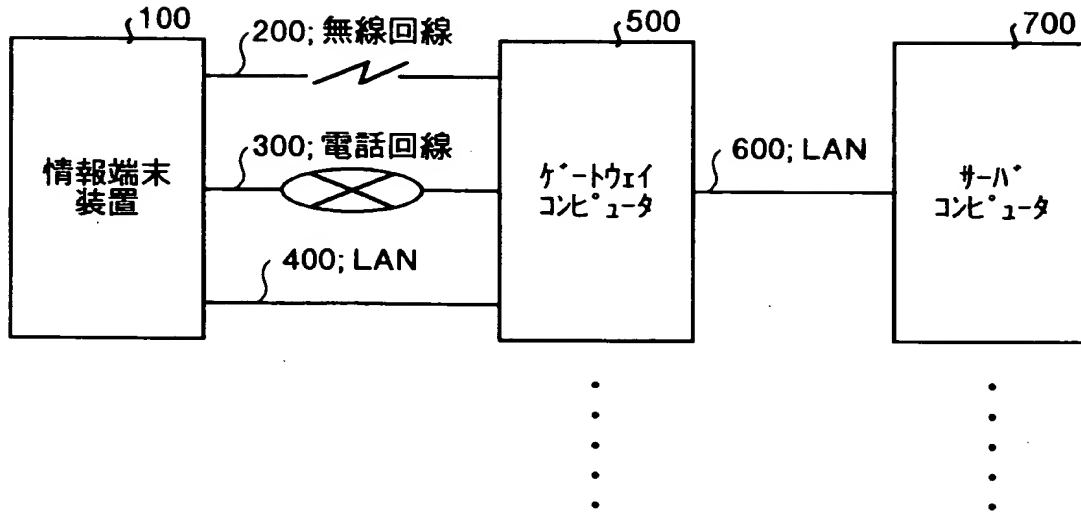 100
200; 無線回線
500
700
情報端末
装置
300; 電話回線
ケﾞートウェイ
コンピュータ
600; LAN
サーバ
コンピュータ
400; LAN